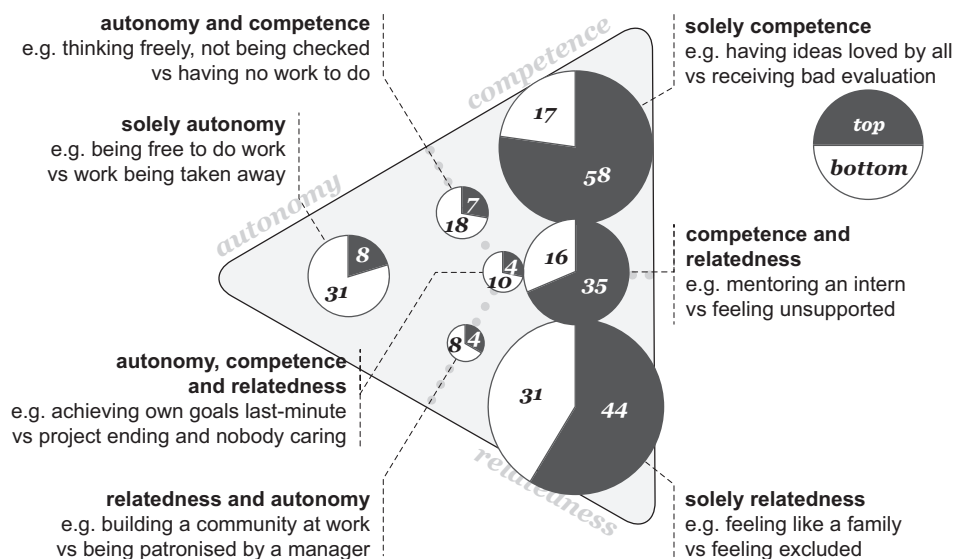 autonomy and competence
e.g. thinking freely, not being checked
vs having no work to do
solely autonomy
e.g. being free to do work
vs work being taken away
autonomy, competence
and relatedness
e.g. achieving own goals last-minute
vs project ending and nobody caring
relatedness and autonomy
e.g. building a community at work
vs being patronised by a manager
autonomy
competence
relatedness
17
58
7
18
8
31
4
10
16
35
4
8
31
44
solely competence
e.g. having ideas loved by all
vs receiving bad evaluation
top
bottom
competence and
relatedness
e.g. mentoring an intern
vs feeling unsupported
solely relatedness
e.g. feeling like a family
vs feeling excluded